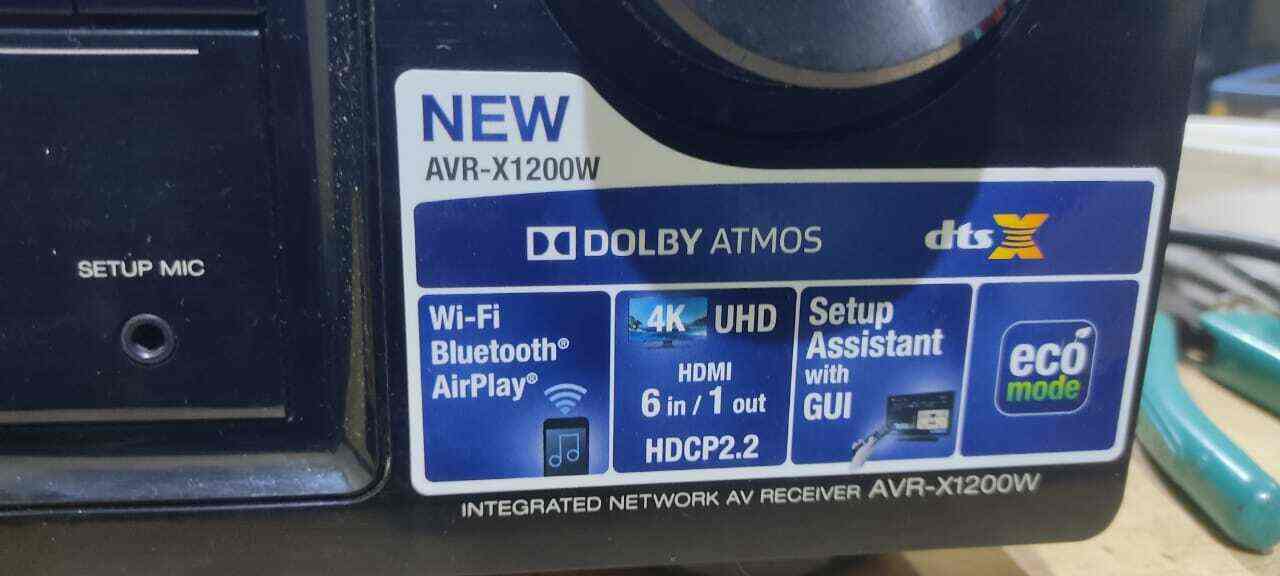 NEW
AVR-X1200W
DOLBY ATMOS
dts X
SETUP MIC
Wi-Fi
Bluetooth®
AirPlay®
4K UHD
HDMI
6 in / 1 out
HDCP2.2
Setup
Assistant
with
GUI
eco
mode
INTEGRATED NETWORK AV RECEIVER AVR-X1200W